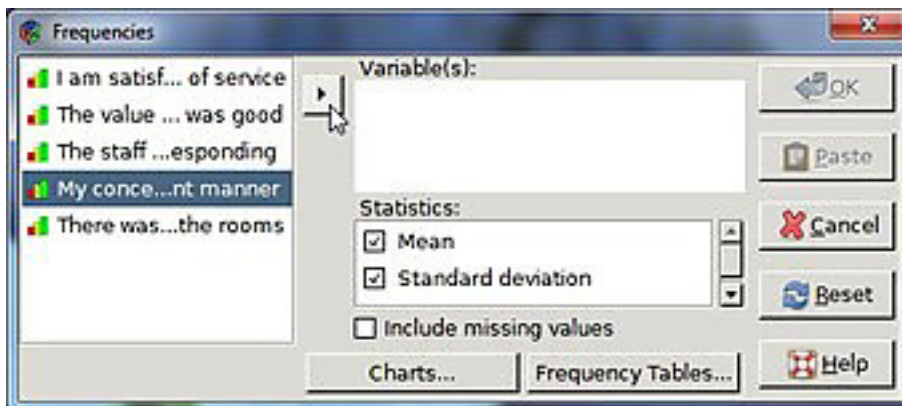 Frequencies
I am satisf... of service
The value ... was good
The staff ...esponding
My conce...nt manner
There was...the rooms
Variable(s):
Statistics:
Mean
Standard deviation
Include missing values
Charts...
Frequency Tables...
OK
Paste
Cancel
Reset
Help